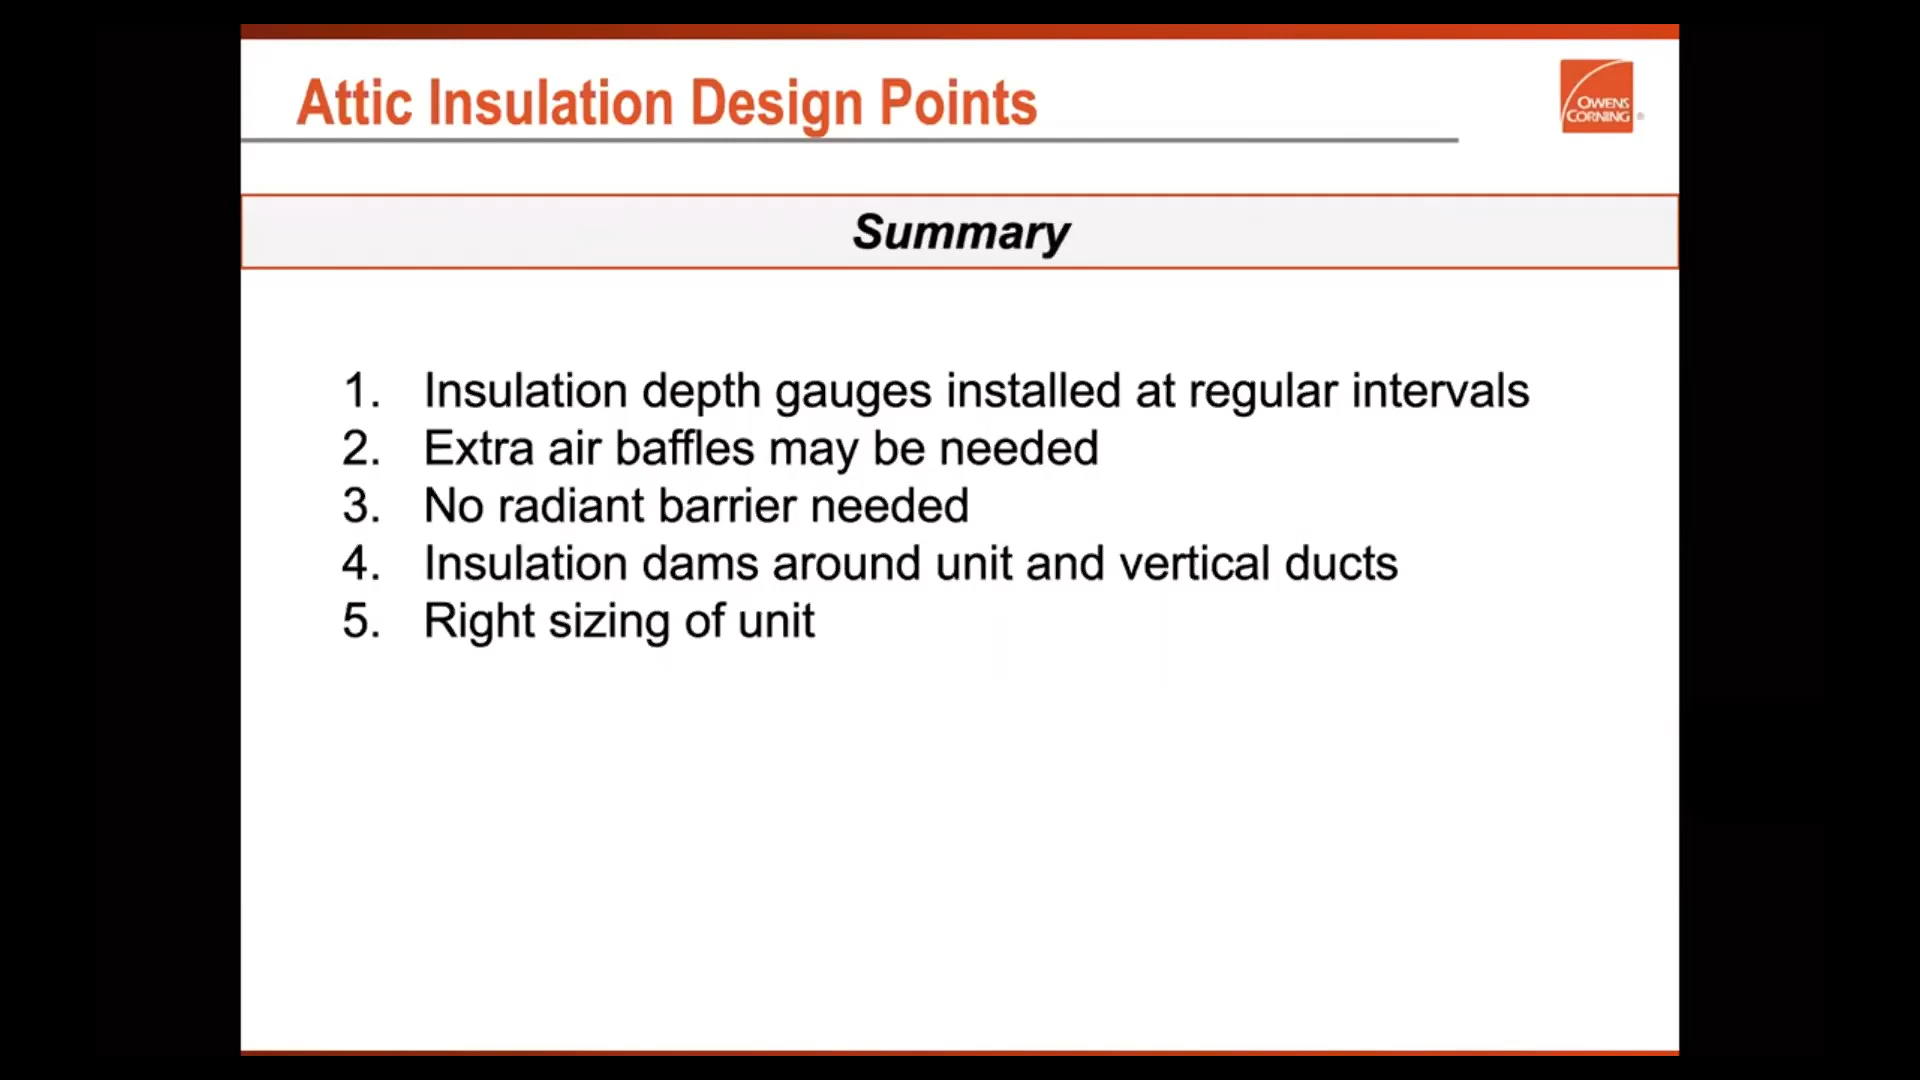 Attic Insulation Design Points
OWENS
CORNING
®
Summary
1. Insulation depth gauges installed at regular intervals
2. Extra air baffles may be needed
3. No radiant barrier needed
4. Insulation dams around unit and vertical ducts
5. Right sizing of unit